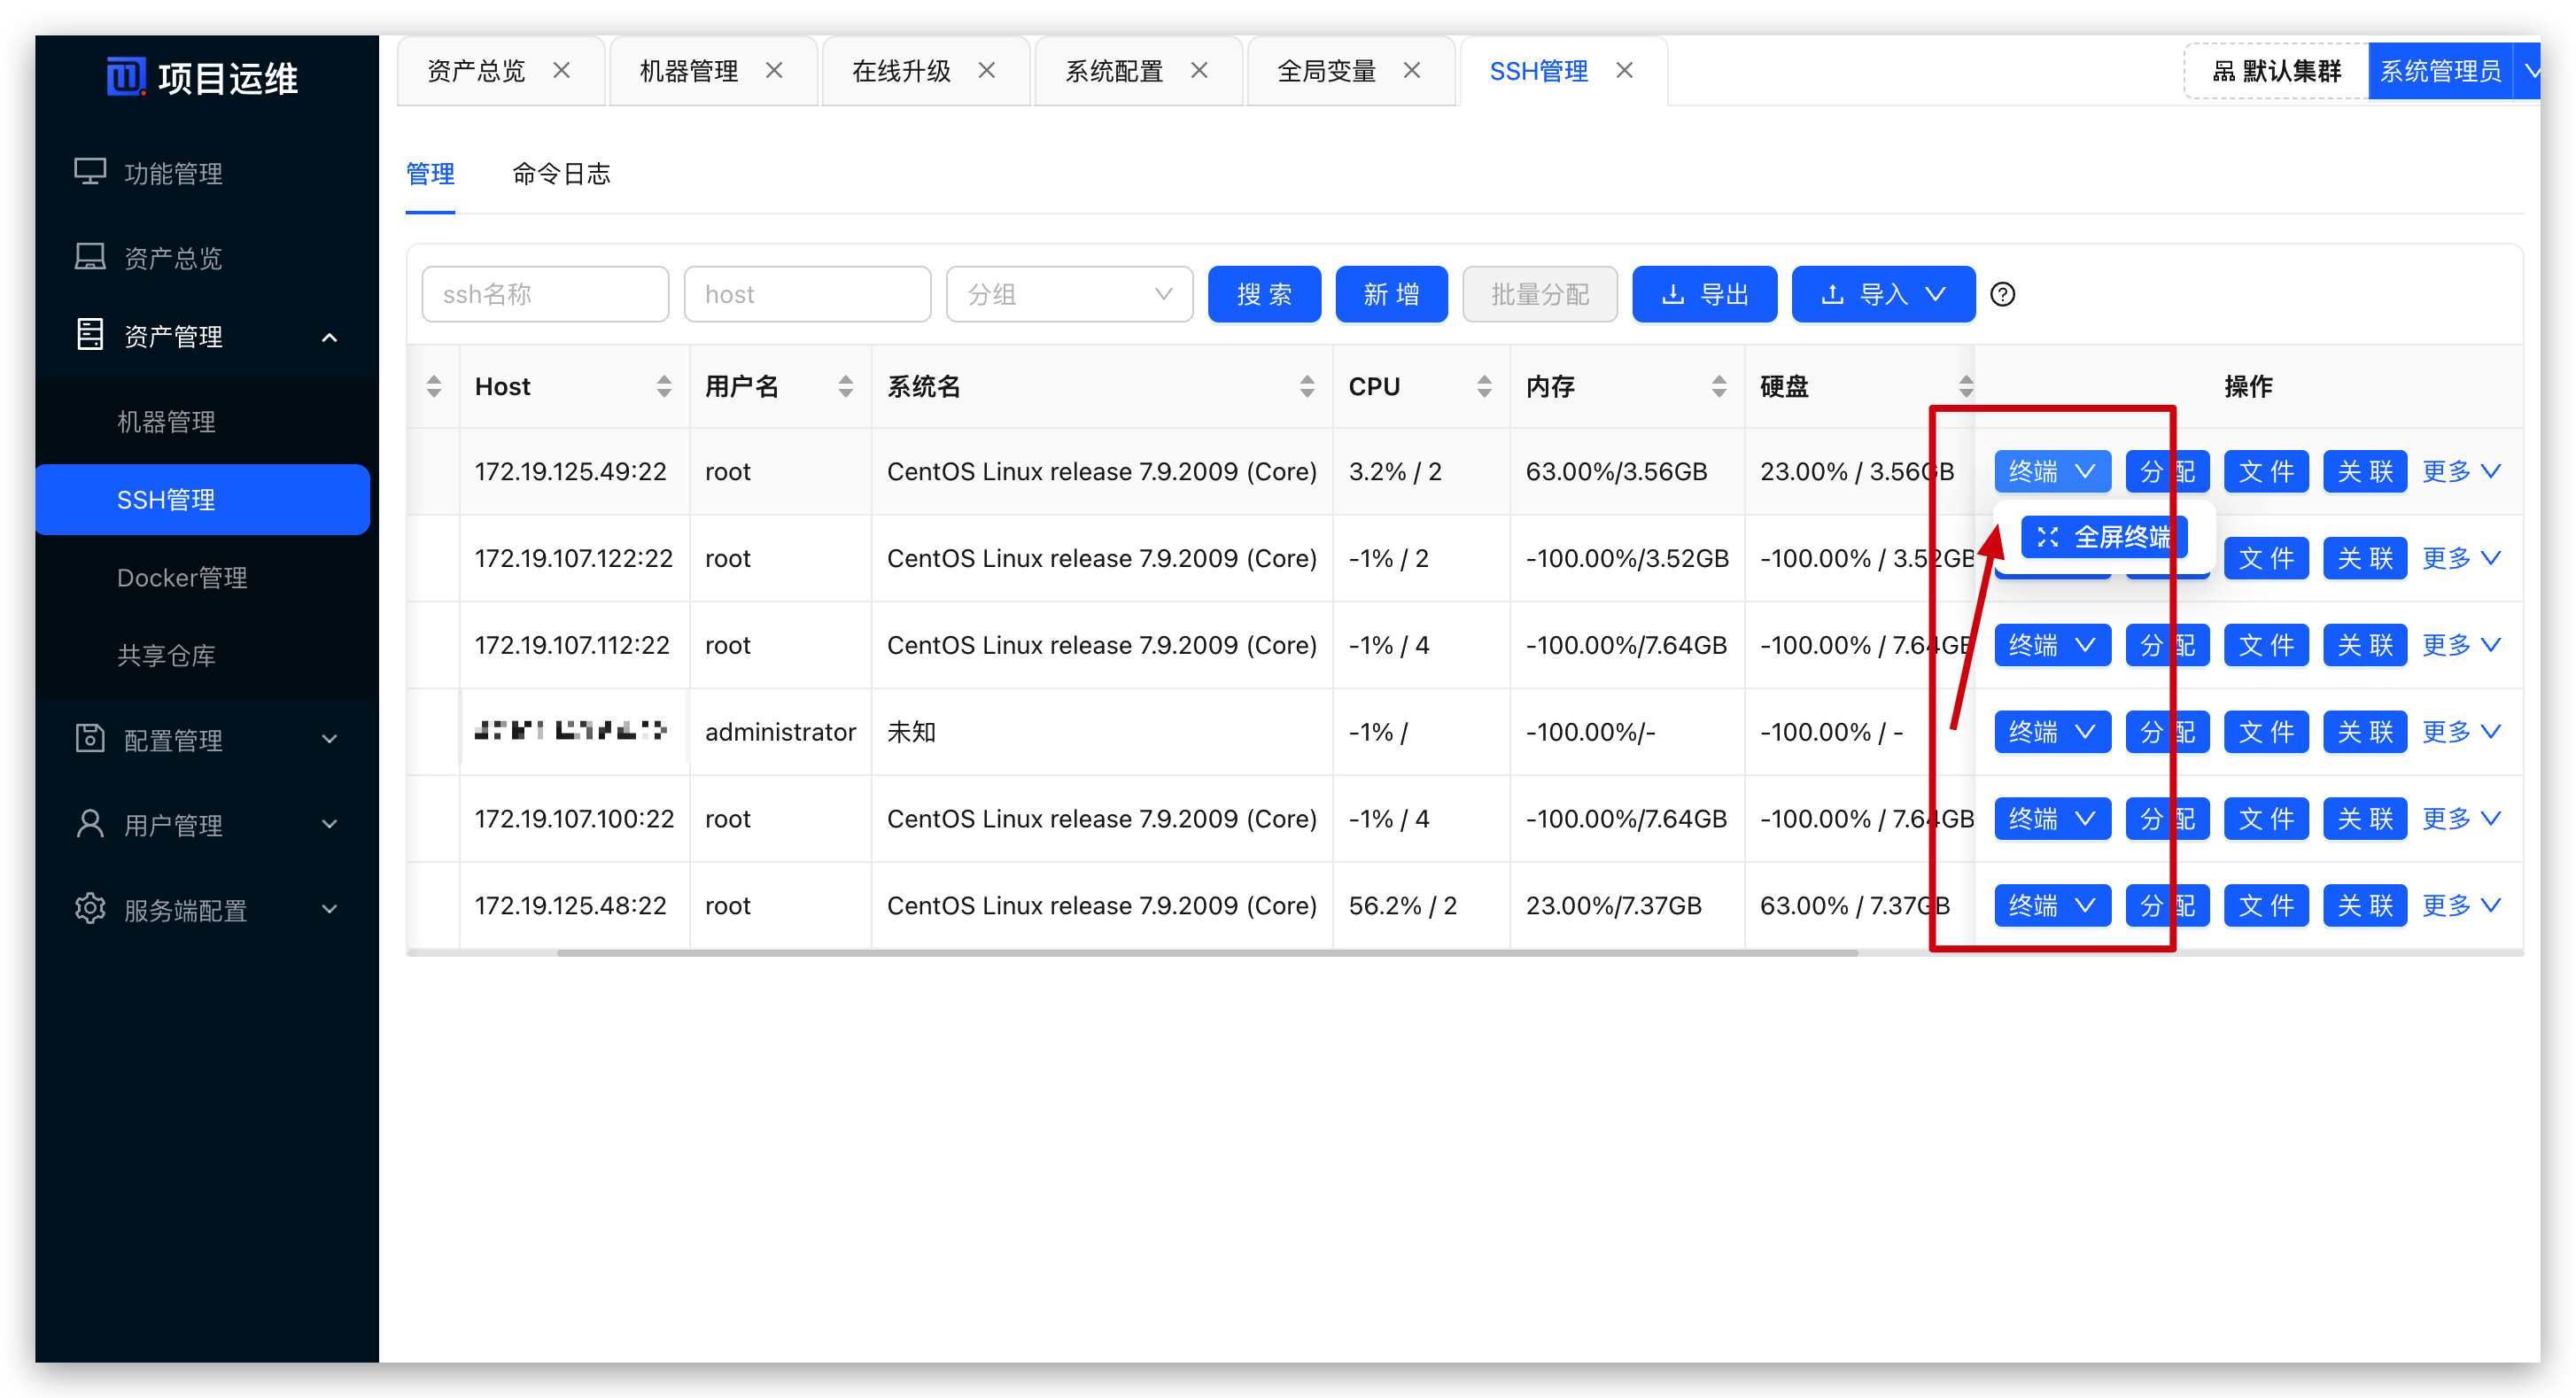 项目运维
资产总览
机器管理
在线升级
系统配置
全局变量
SSH管理
默认集群
系统管理员
功能管理
资产总览
资产管理
机器管理
SSH管理
Docker管理
共享仓库
配置管理
用户管理
服务端配置
管理
命令日志
ssh名称
host
分组
搜 索
新 增
批量分配
导出
导入
Host 用户名 系统名 CPU 内存 硬盘 操作
172.19.125.49:22 root CentOS Linux release 7.9.2009 (Core) 3.2% / 2 63.00%/3.56GB 23.00% / 3.56GB 终端 分 配 文 件 关 联 更多
全屏终端
172.19.107.122:22 root CentOS Linux release 7.9.2009 (Core) -1% / 2 -100.00%/3.52GB -100.00% / 3.52GB 文 件 关 联 更多
172.19.107.112:22 root CentOS Linux release 7.9.2009 (Core) -1% / 4 -100.00%/7.64GB -100.00% / 7.64GB 终端 分 配 文 件 关 联 更多
administrator 未知 -1% / -100.00%/- -100.00% / - 终端 分 配 文 件 关 联 更多
172.19.107.100:22 root CentOS Linux release 7.9.2009 (Core) -1% / 4 -100.00%/7.64GB -100.00% / 7.64GB 终端 分 配 文 件 关 联 更多
172.19.125.48:22 root CentOS Linux release 7.9.2009 (Core) 56.2% / 2 23.00%/7.37GB 63.00% / 7.37GB 终端 分 配 文 件 关 联 更多